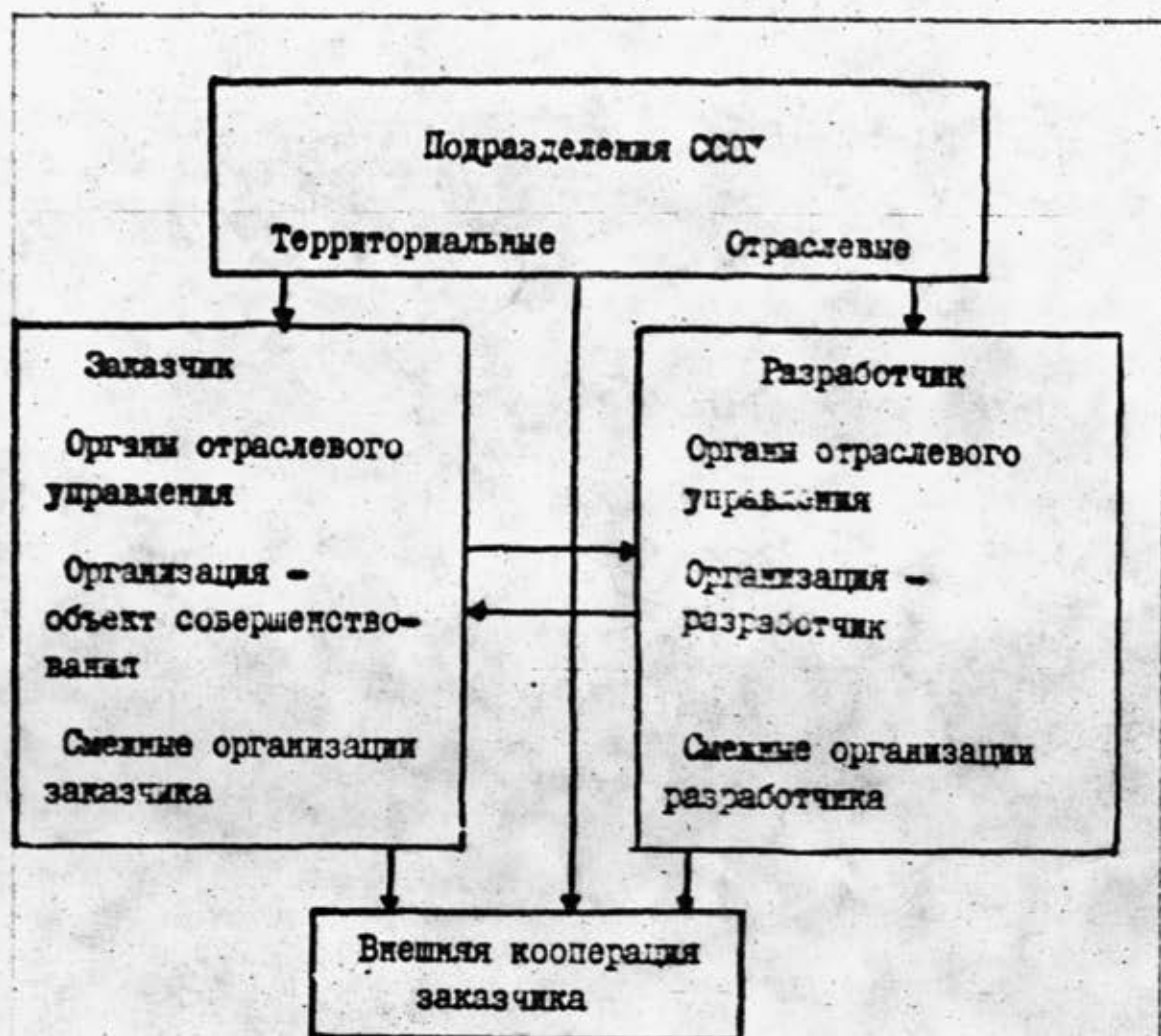 Подразделения
Территориальные Отраслевые
Заказчик
Органы отраслевого
управления
Организация –
объект совершенство-
вания
Смежные организации
заказчика
Разработчик
Органы отраслевого
управления
Организация –
разработчик
Смежные организации
разработчика
Внешняя кооперация
заказчика